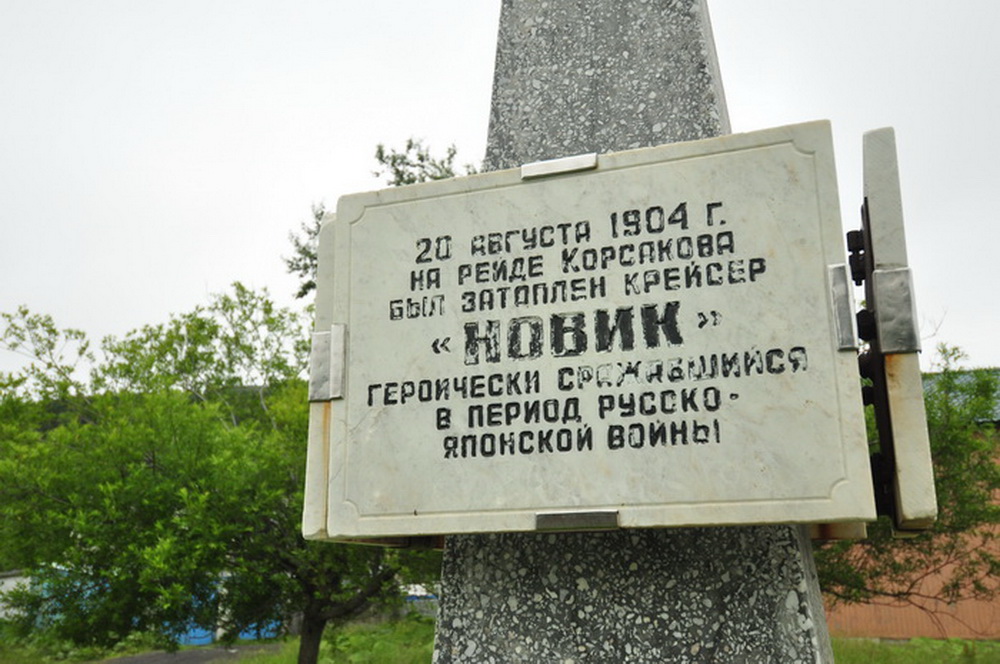 20 АВГУСТА 1904 Г.
НА РЕЙДЕ КОРСАКОВА
БЫЛ ЗАТОПЛЕН КРЕЙСЕР
«НОВИК»
ГЕРОИЧЕСКИ СРАЖАВШИЙСЯ
В ПЕРИОД РУССКО-
ЯПОНСКОЙ ВОЙНЫ